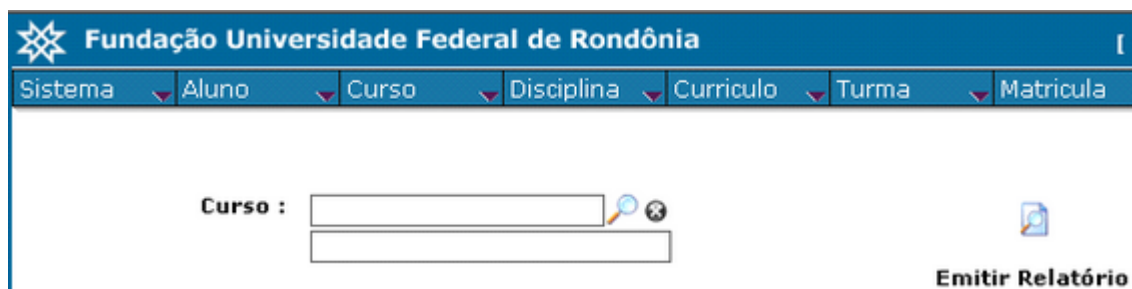 Fundação Universidade Federal de Rondônia [
Sistema Aluno Curso Disciplina Curriculo Turma Matricula
Curso :
Emitir Relatório